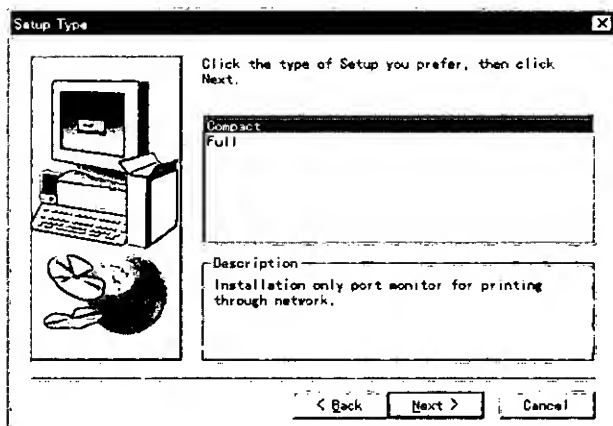 Setup Type
Click the type of Setup you prefer, then click
Next.
Compact
Full
Description
Installation only port monitor for printing
through network.
< Back
Next >
Cancel